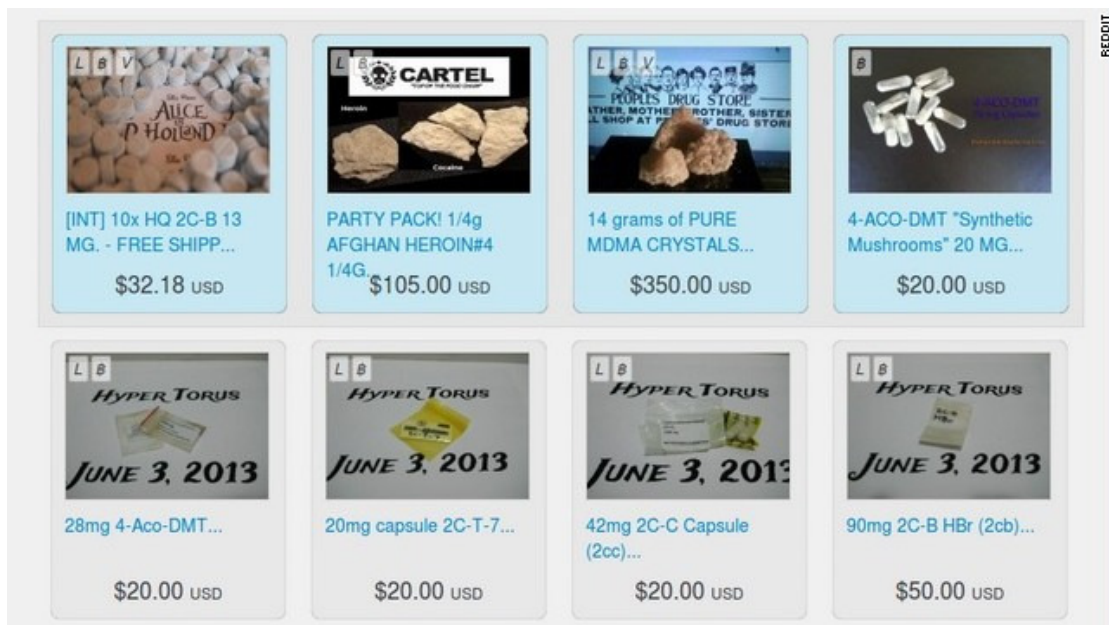 REDDIT
L B V
ALICE
IN
HOLLAND
L B
CARTEL
Heroin
Cocaine
L B V
PEOPLES DRUG STORE
B
4-ACO-DMT
[INT] 10x HQ 2C-B 13
MG. - FREE SHIPP...
$32.18 USD
PARTY PACK! 1/4g
AFGHAN HEROIN#4
1/4G...
$105.00 USD
14 grams of PURE
MDMA CRYSTALS...
$350.00 USD
4-ACO-DMT "Synthetic
Mushrooms" 20 MG...
$20.00 USD
L B
HYPER TORUS
JUNE 3, 2013
L B
HYPER TORUS
JUNE 3, 2013
L B
HYPER TORUS
JUNE 3, 2013
L B
HYPER TORUS
JUNE 3, 2013
28mg 4-Aco-DMT...
$20.00 USD
20mg capsule 2C-T-7...
$20.00 USD
42mg 2C-C Capsule
(2cc)...
$20.00 USD
90mg 2C-B HBr (2cb)...
$50.00 USD